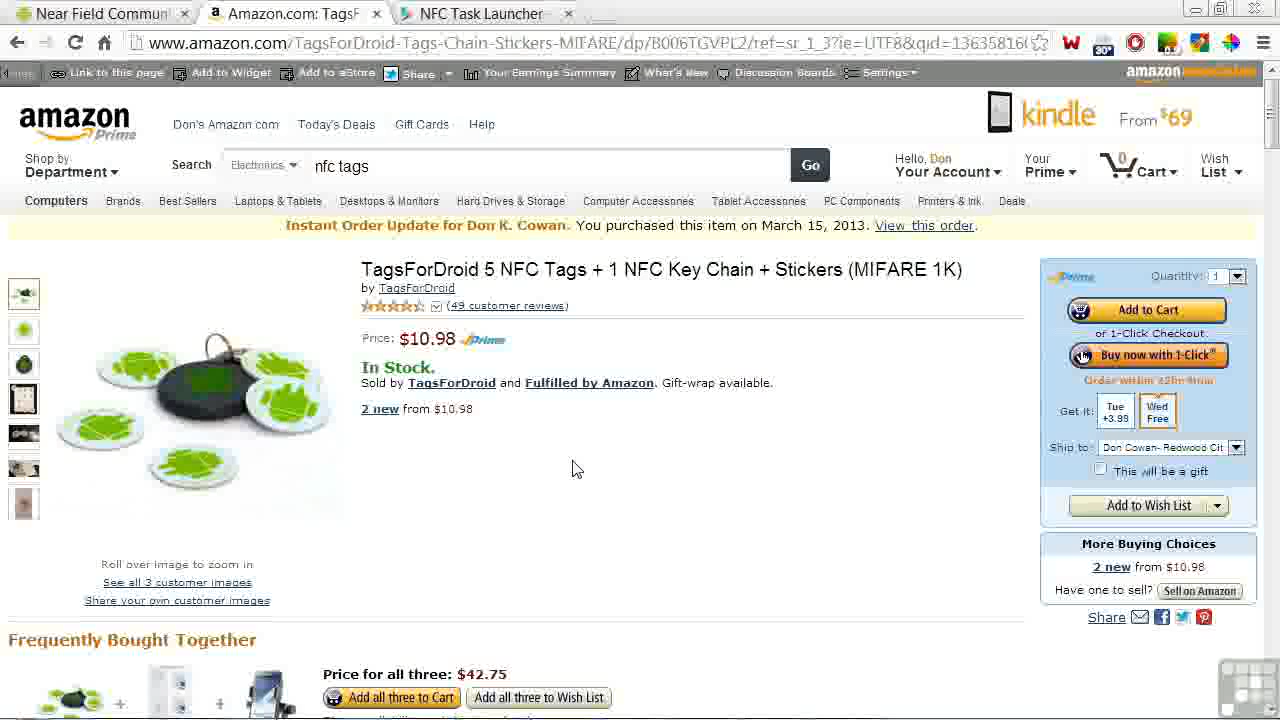 Near Field Commun
Amazon.com: TagsF
NFC Task Launcher
www.amazon.com/TagsForDroid-Tags-Chain-Stickers-MIFARE/dp/B006TGVPL2/ref=sr_1_3?ie=UTF8&qid=13635816
30°
Link to this page
Add to Widget
Add to aStore
Share
Your Earnings Summary
What's New
Discussion Boards
Settings
amazon associates
amazon
Prime
Don's Amazon.com
Today's Deals
Gift Cards
Help
kindle From $69
Shop by
Department
Search
Electronics
nfc tags
Go
Hello, Don
Your Account
Your
Prime
0
Cart
Wish
List
Computers
Brands
Best Sellers
Laptops & Tablets
Desktops & Monitors
Hard Drives & Storage
Computer Accessories
Tablet Accessories
PC Components
Printers & Ink
Deals
Instant Order Update for Don K. Cowan. You purchased this item on March 15, 2013. View this order.
TagsForDroid 5 NFC Tags + 1 NFC Key Chain + Stickers (MIFARE 1K)
by TagsForDroid
(49 customer reviews)
Price: $10.98 Prime
In Stock.
Sold by TagsForDroid and Fulfilled by Amazon. Gift-wrap available.
2 new from $10.98
Roll over image to zoom in
See all 3 customer images
Share your own customer images
Prime
Quantity: 1
Add to Cart
or 1-Click Checkout
Buy now with 1-Click®
Order within
Get it:
Tue
+3.99
Wed
Free
Ship to:
Don Cowan- Redwood Cit
This will be a gift
Add to Wish List
More Buying Choices
2 new from $10.98
Have one to sell?
Sell on Amazon
Share
Frequently Bought Together
+
+
Price for all three: $42.75
Add all three to Cart
Add all three to Wish List